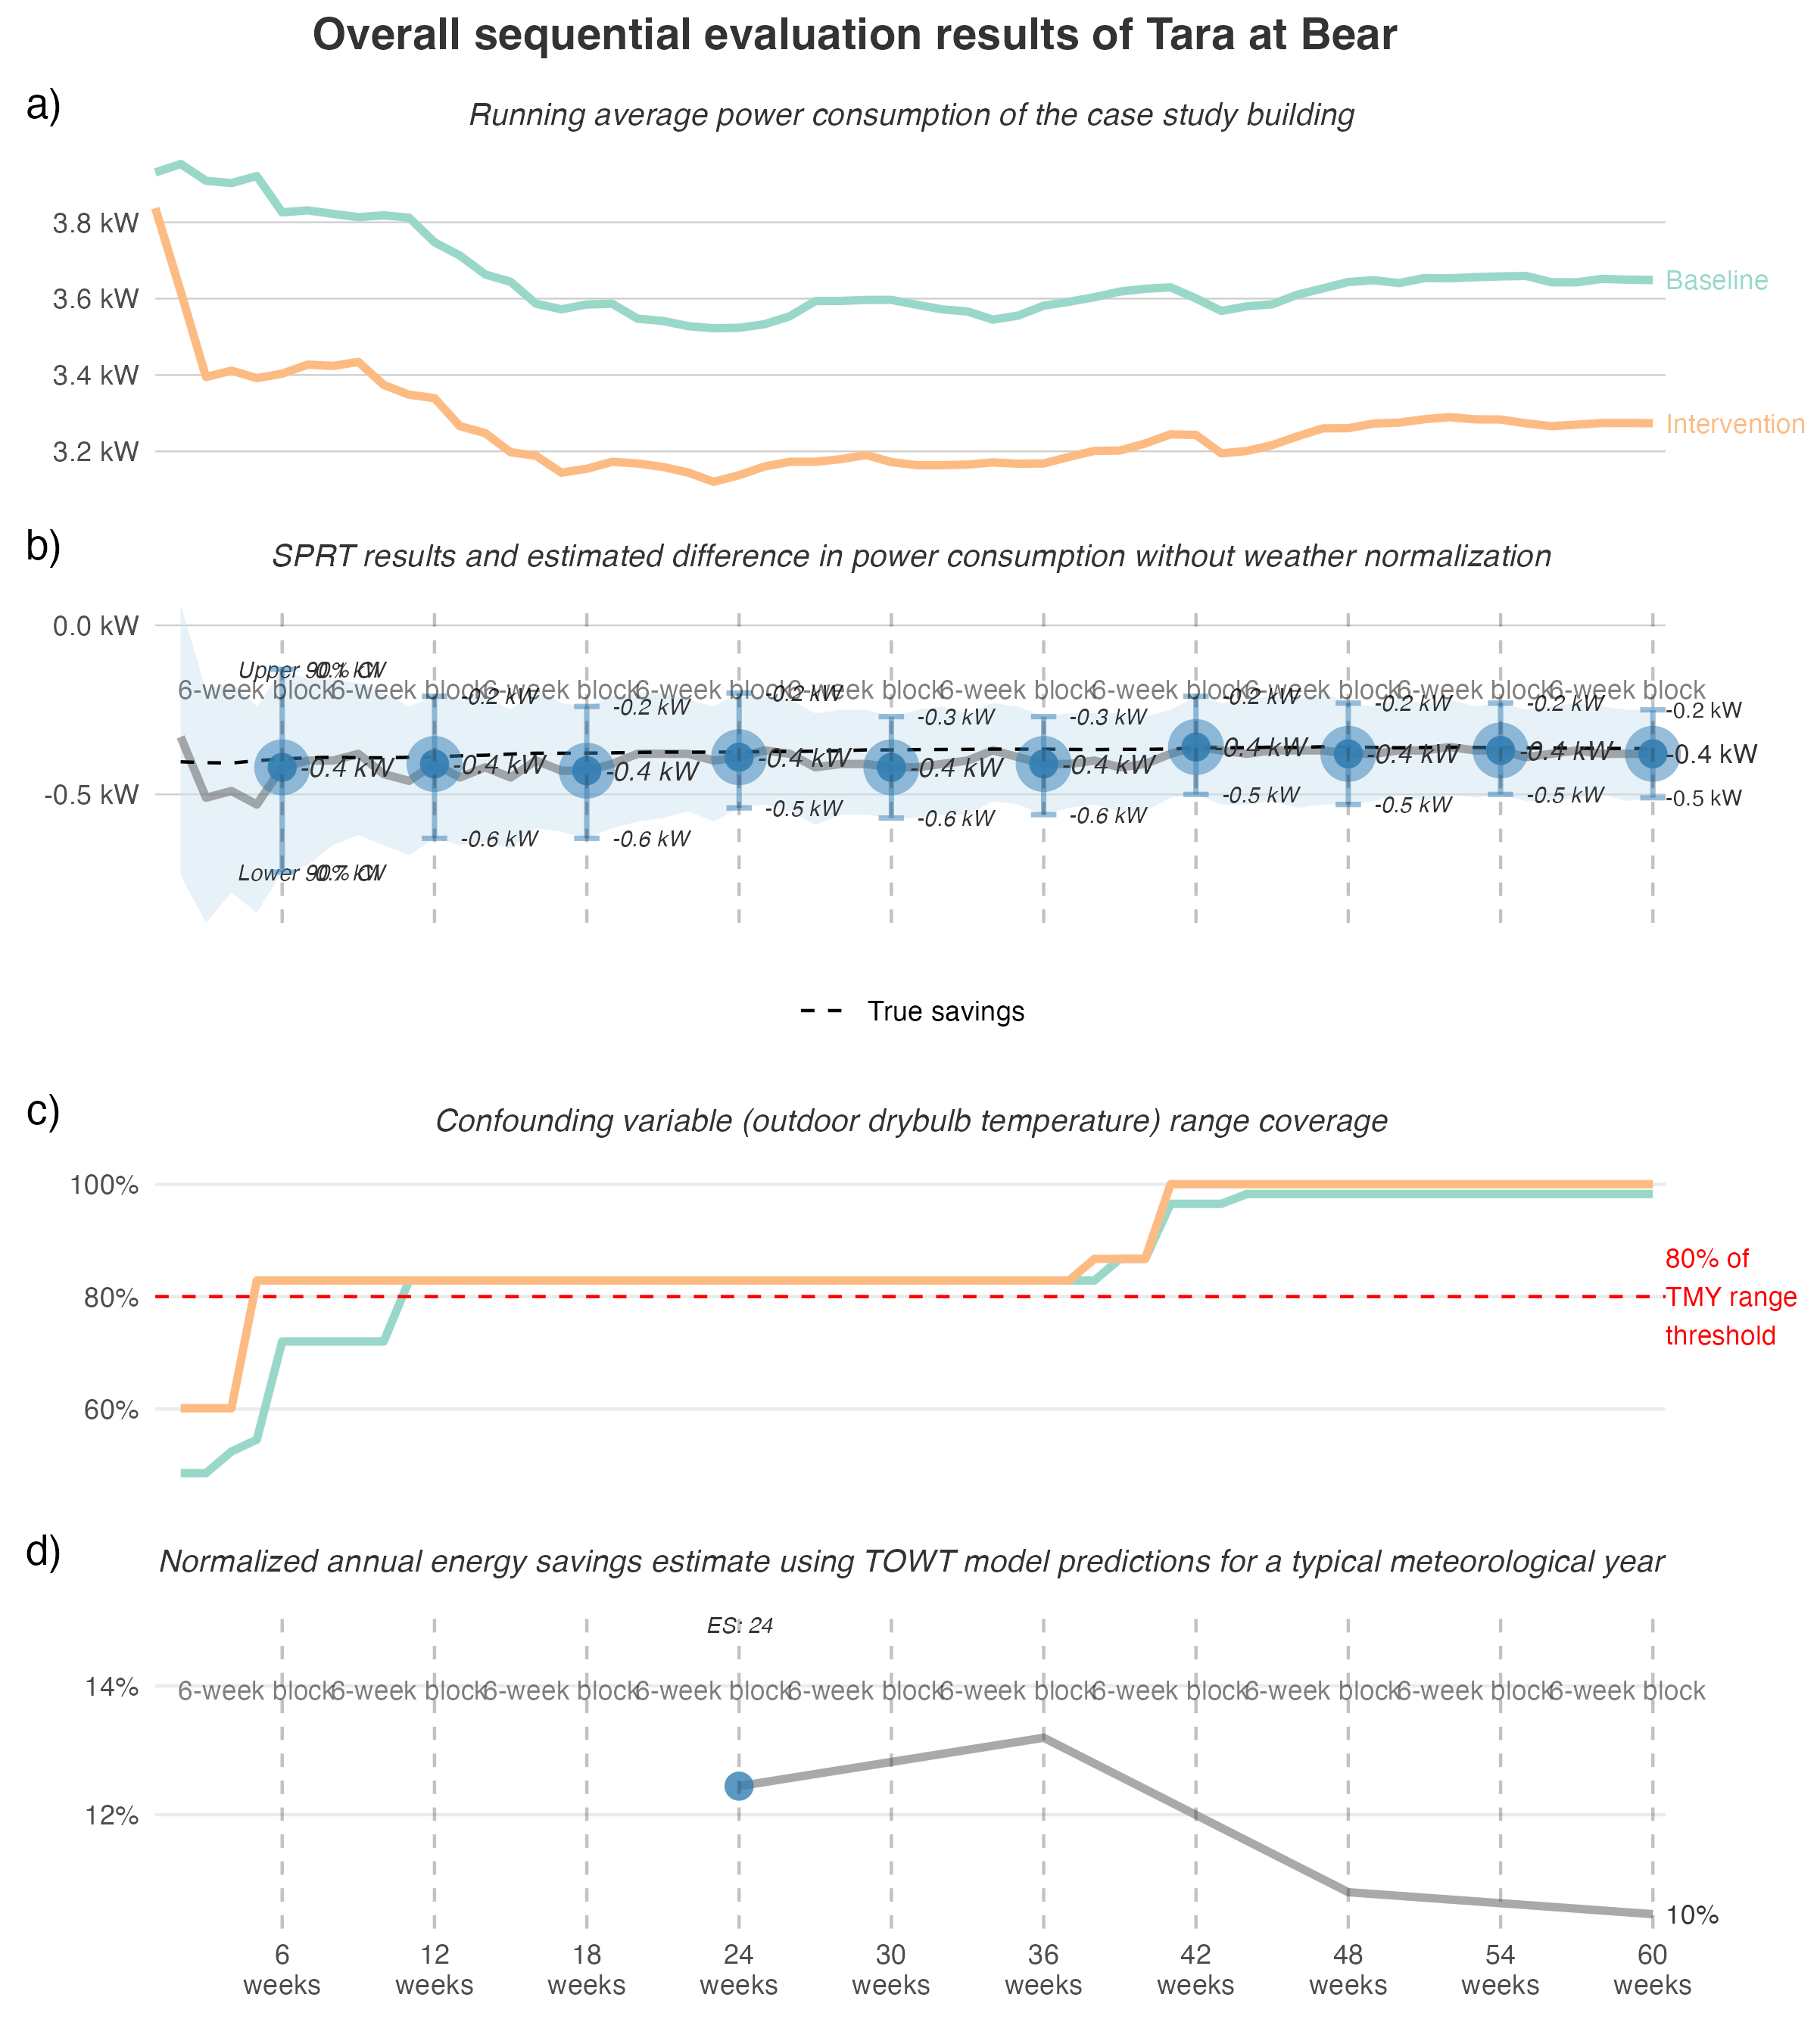 Overall sequential evaluation results of Tara at Bear
a)
Running average power consumption of the case study building
3.8 kW
3.6 kW
3.4 kW
3.2 kW
Baseline
Intervention
b)
SPRT results and estimated difference in power consumption without weather normalization
0.0 kW
-0.5 kW
Upper 90% CI
-0.1 kW
6-week block
6-week block
6-week block
6-week block
6-week block
6-week block
6-week block
6-week block
6-week block
6-week block
-0.2 kW
-0.2 kW
-0.2 kW
-0.3 kW
-0.3 kW
-0.2 kW
-0.2 kW
-0.2 kW
-0.2 kW
-0.4 kW
-0.4 kW
-0.4 kW
-0.4 kW
-0.4 kW
-0.4 kW
-0.4 kW
-0.4 kW
-0.4 kW
-0.4 kW
Lower 90% CI
-0.7 kW
-0.6 kW
-0.6 kW
-0.5 kW
-0.6 kW
-0.6 kW
-0.5 kW
-0.5 kW
-0.5 kW
-0.5 kW
True savings
c)
Confounding variable (outdoor drybulb temperature) range coverage
100%
80%
60%
80% of
TMY range
threshold
d)
Normalized annual energy savings estimate using TOWT model predictions for a typical meteorological year
ES: 24
14%
12%
6-week block
6-week block
6-week block
6-week block
6-week block
6-week block
6-week block
6-week block
6-week block
6-week block
10%
6
weeks
12
weeks
18
weeks
24
weeks
30
weeks
36
weeks
42
weeks
48
weeks
54
weeks
60
weeks